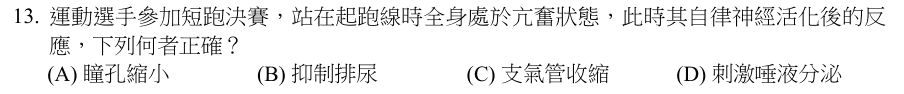 13. 運動選手參加短跑決賽，站在起跑線時全身處於亢奮狀態，此時其自律神經活化後的反
應，下列何者正確？
(A) 瞳孔縮小 (B) 抑制排尿 (C) 支氣管收縮 (D) 刺激唾液分泌